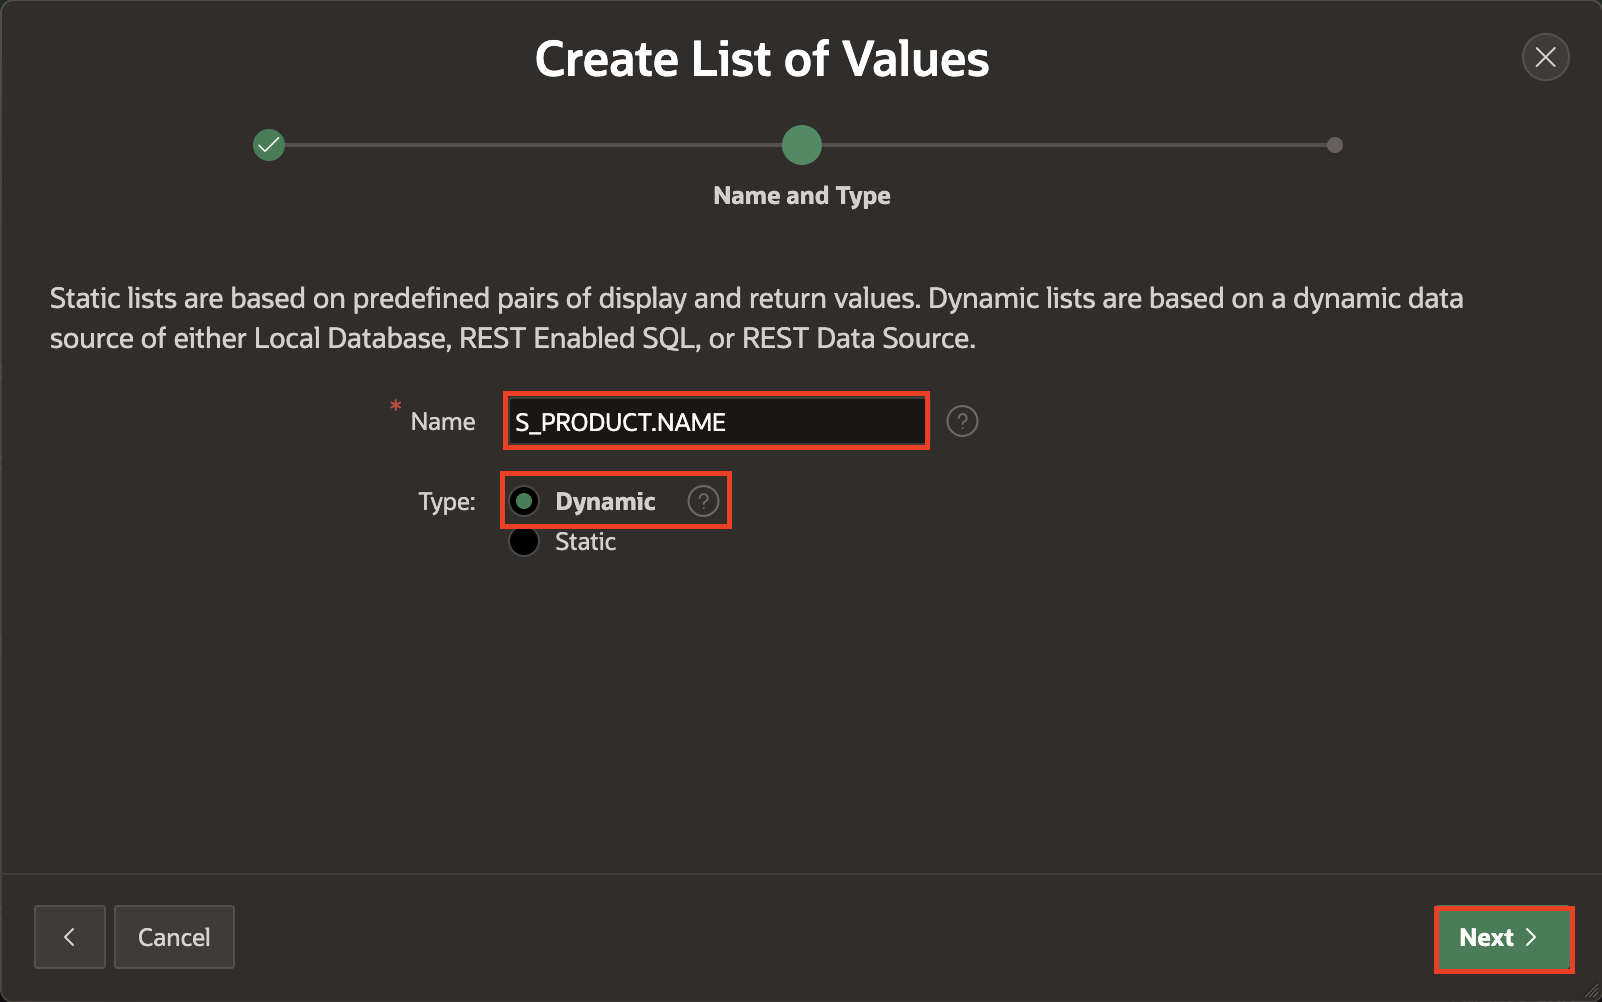 Create List of Values
Name and Type
Static lists are based on predefined pairs of display and return values. Dynamic lists are based on a dynamic data
source of either Local Database, REST Enabled SQL, or REST Data Source.
* Name S_PRODUCT.NAME ?
Type: Dynamic ?
Static
Cancel Next